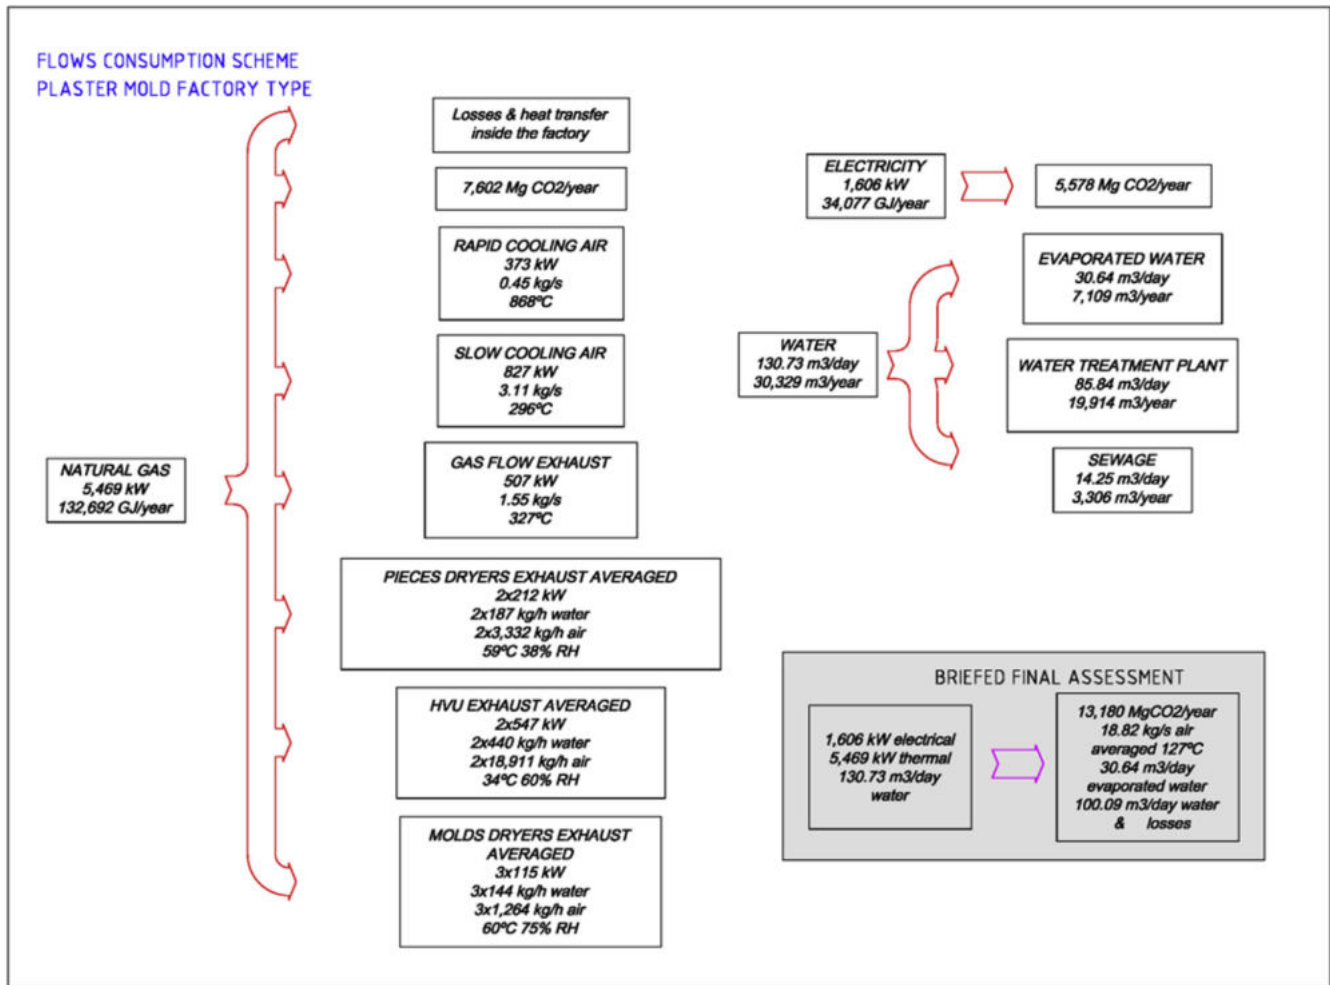 FLOWS CONSUMPTION SCHEME
PLASTER MOLD FACTORY TYPE
Losses & heat transfer
inside the factory
7,602 Mg CO2/year
RAPID COOLING AIR
373 kW
0.45 kg/s
868ºC
SLOW COOLING AIR
827 kW
3.11 kg/s
296ºC
NATURAL GAS
5,469 kW
132,692 GJ/year
GAS FLOW EXHAUST
507 kW
1.55 kg/s
327ºC
PIECES DRYERS EXHAUST AVERAGED
2x212 kW
2x187 kg/h water
2x3,332 kg/h air
59ºC 38% RH
HVU EXHAUST AVERAGED
2x547 kW
2x440 kg/h water
2x18,911 kg/h air
34ºC 60% RH
MOLDS DRYERS EXHAUST
AVERAGED
3x115 kW
3x144 kg/h water
3x1,264 kg/h air
60ºC 75% RH
ELECTRICITY
1,606 kW
34,077 GJ/year
5,578 Mg CO2/year
WATER
130.73 m3/day
30,329 m3/year
EVAPORATED WATER
30.64 m3/day
7,109 m3/year
WATER TREATMENT PLANT
85.84 m3/day
19,914 m3/year
SEWAGE
14.25 m3/day
3,306 m3/year
BRIEFED FINAL ASSESSMENT
1,606 kW electrical
5,469 kW thermal
130.73 m3/day
water
13,180 MgCO2/year
18.82 kg/s air
averaged 127ºC
30.64 m3/day
evaporated water
100.09 m3/day water
& losses